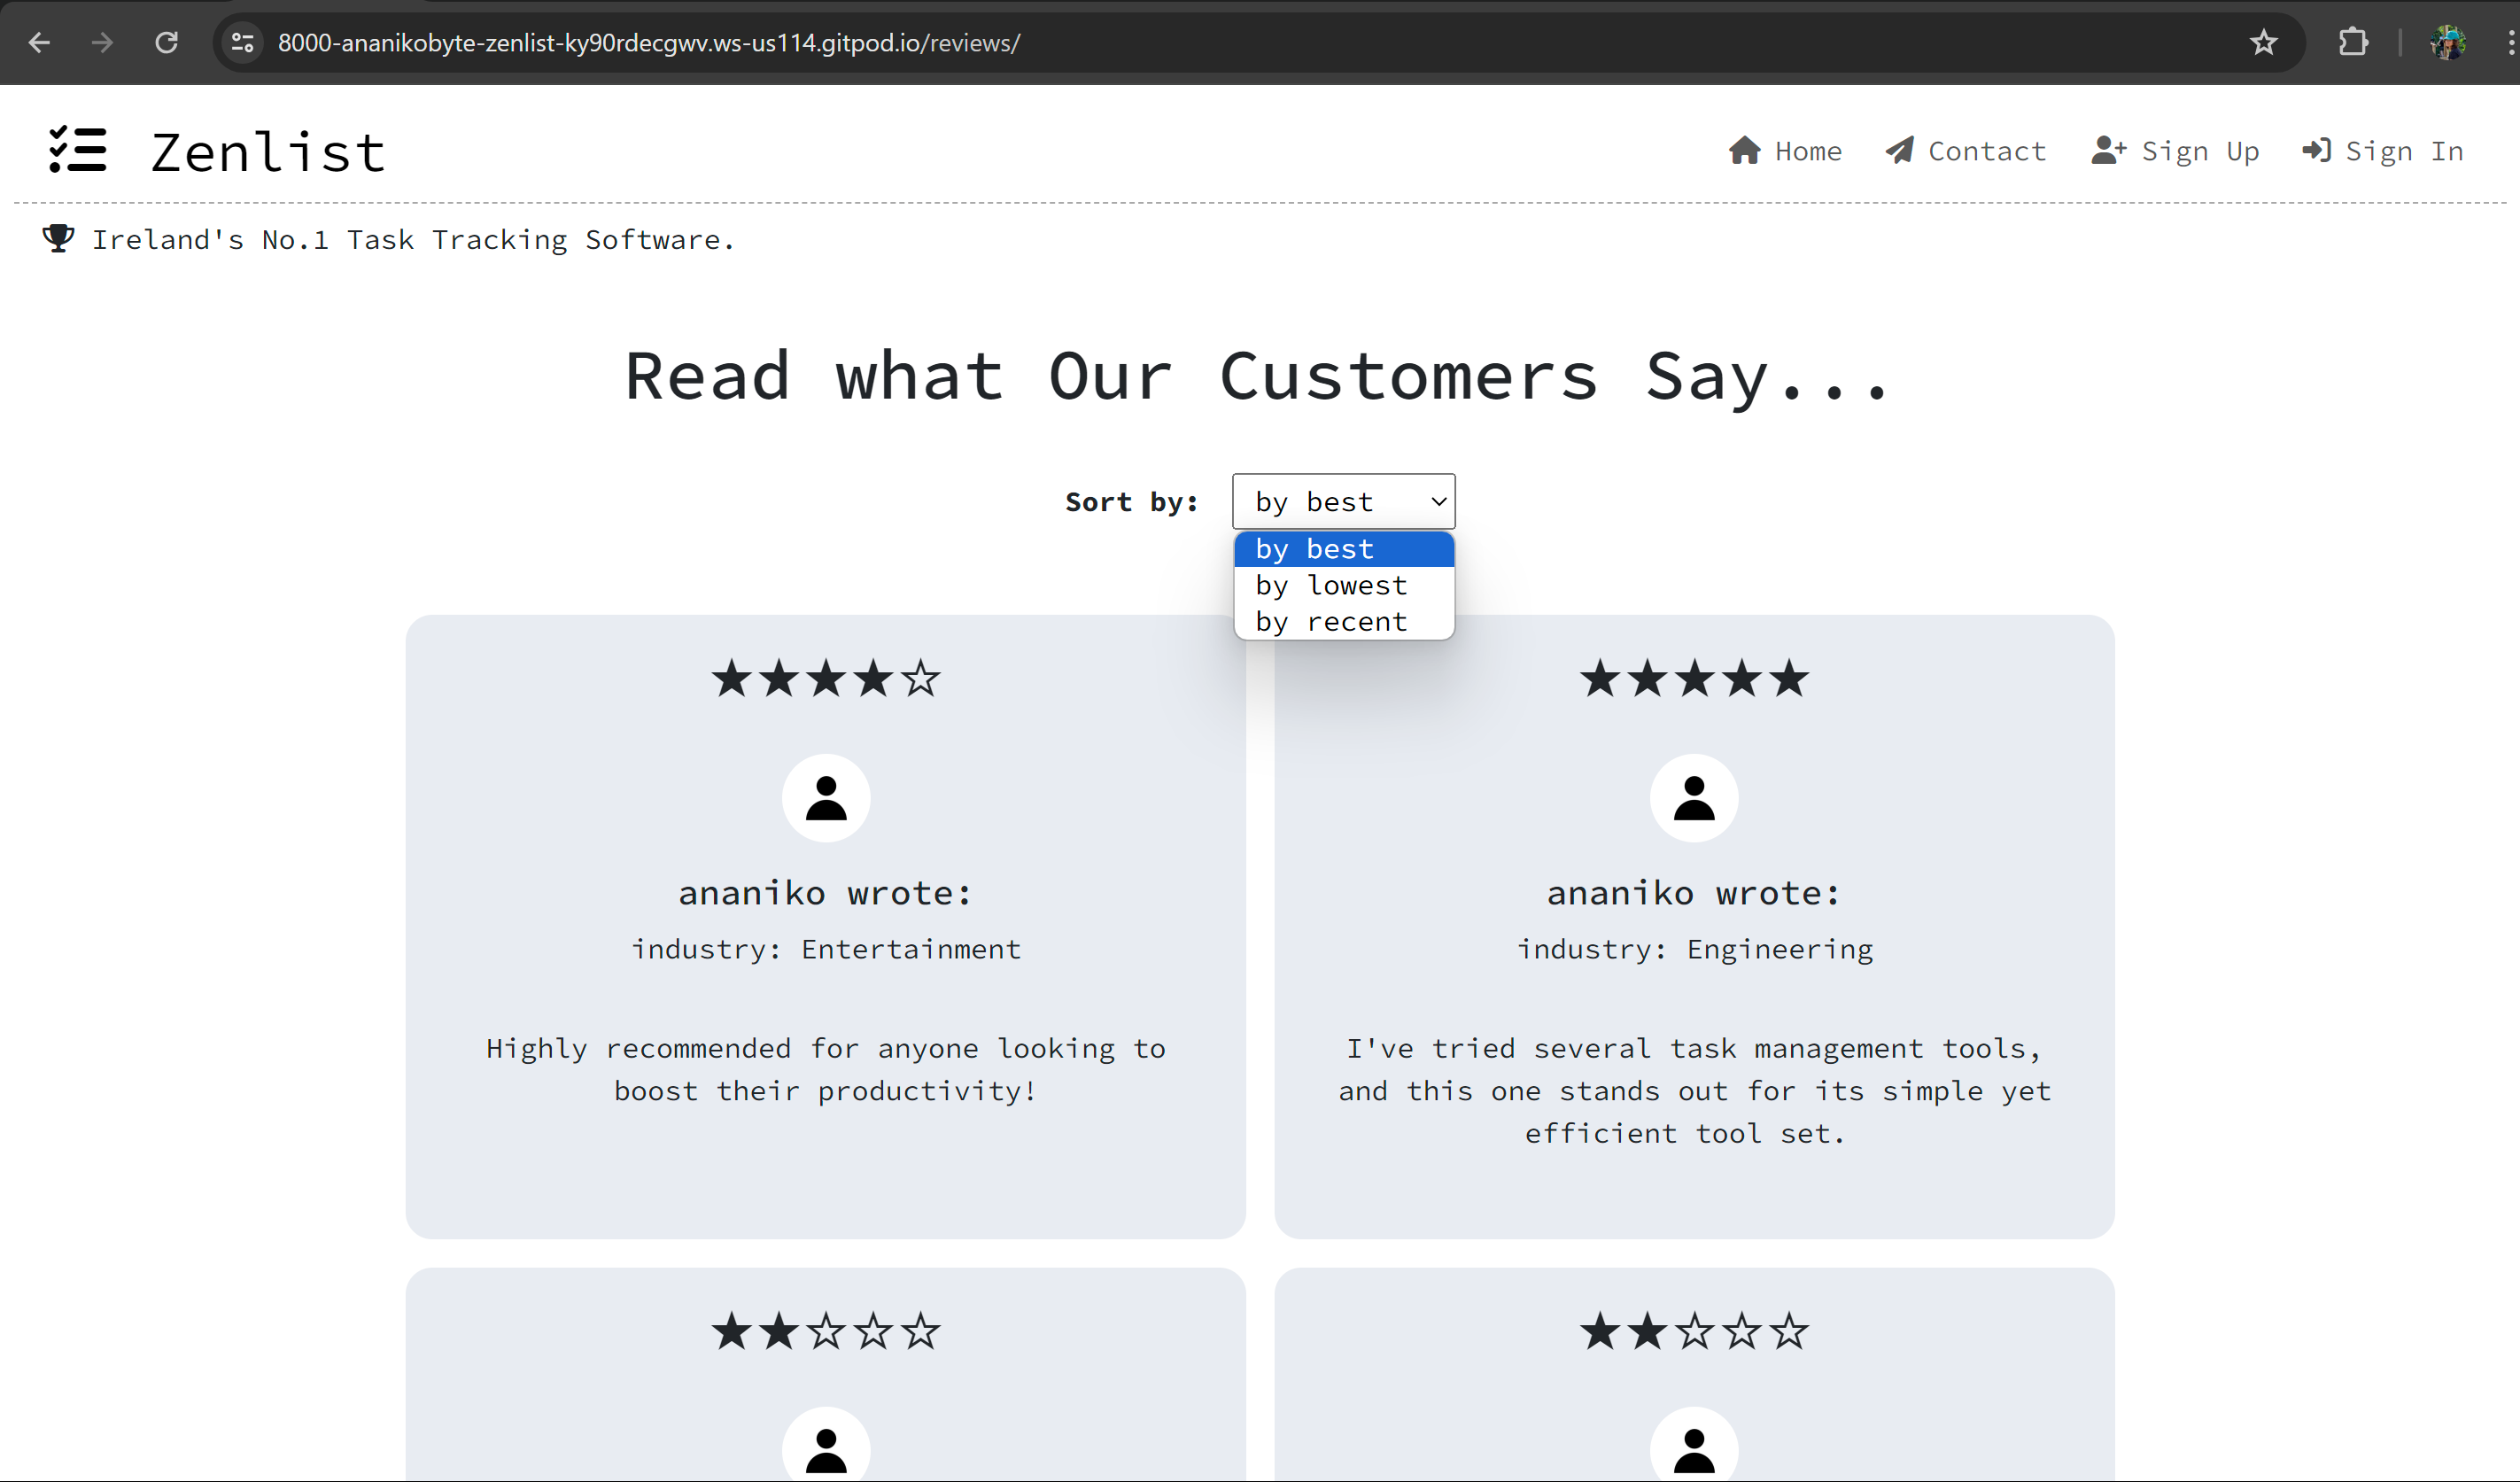 8000-ananikobyte-zenlist-ky90rdecgwv.ws-us114.gitpod.io/reviews/
Zenlist
Home
Contact
Sign Up
Sign In
Ireland's No.1 Task Tracking Software.
Read what Our Customers Say...
Sort by:
by best
by best
by lowest
by recent
ananiko wrote:
industry: Entertainment
Highly recommended for anyone looking to
boost their productivity!
ananiko wrote:
industry: Engineering
I've tried several task management tools,
and this one stands out for its simple yet
efficient tool set.